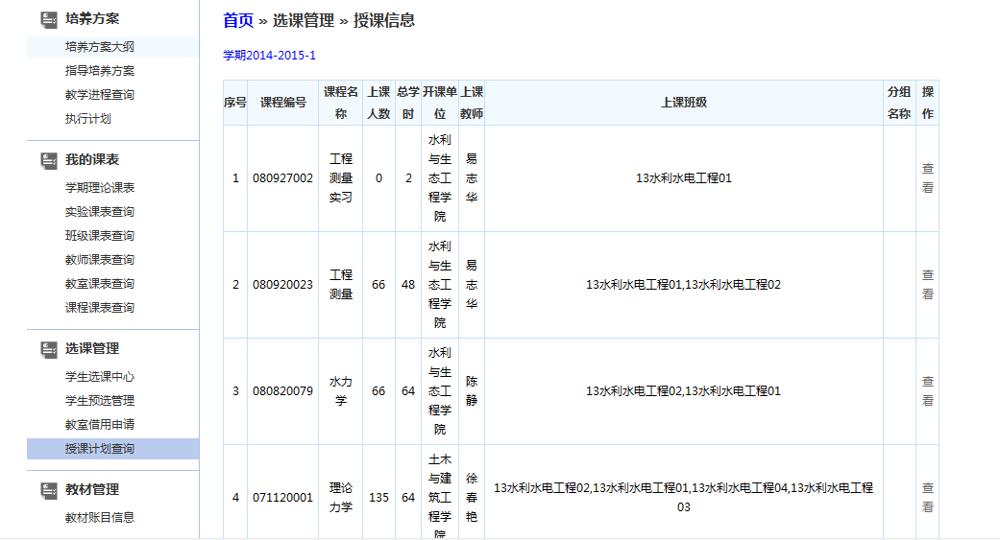 培养方案
培养方案大纲
指导培养方案
教学进程查询
执行计划
我的课表
学期理论课表
实验课表查询
班级课表查询
教师课表查询
教室课表查询
课程课表查询
选课管理
学生选课中心
学生预选管理
教室借用申请
授课计划查询
教材管理
教材账目信息
首页 » 选课管理 » 授课信息
学期2014-2015-1
序号 课程编号 课程名称 上课人数 总学时 开课单位 上课教师 上课班级 分组名称 操作
1 080927002 工程测量实习 0 2 水利与生态工程学院 易志华 13水利水电工程01 查看
2 080920023 工程测量 66 48 水利与生态工程学院 易志华 13水利水电工程01,13水利水电工程02 查看
3 080820079 水力学 66 64 水利与生态工程学院 陈静 13水利水电工程02,13水利水电工程01 查看
4 071120001 理论力学 135 64 土木与建筑工程学院 徐春艳 13水利水电工程02,13水利水电工程01,13水利水电工程04,13水利水电工程03 查看